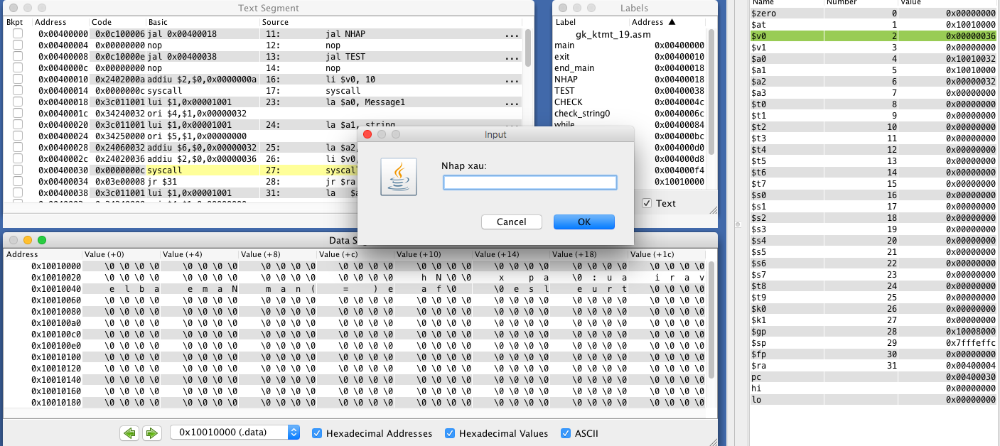 Text Segment
Bkpt Address Code Basic Source
0x00400000 0x0c100006 jal 0x00400018 11: jal NHAP ...
0x00400004 0x00000000 nop 12: nop
0x00400008 0x0c10000e jal 0x00400038 13: jal TEST ...
0x0040000c 0x00000000 nop 14: nop
0x00400010 0x2402000a addiu $2,$0,0x0000000a 16: li $v0, 10 ...
0x00400014 0x0000000c syscall 17: syscall
0x00400018 0x3c011001 lui $1,0x00001001 23: la $a0, Message1 ...
0x0040001c 0x34240032 ori $4,$1,0x00000032
0x00400020 0x3c011001 lui $1,0x00001001 24: la $a1, string
0x00400024 0x34250000 ori $5,$1,0x00000000
0x00400028 0x24060032 addiu $6,$0,0x00000032 25: la $a2,
0x0040002c 0x24020036 addiu $2,$0,0x00000036 26: li $v0,
0x00400030 0x0000000c syscall 27: syscal
0x00400034 0x03e00008 jr $31 28: jr $ra
0x00400038 0x3c011001 lui $1,0x00001001 31: la
Labels
Label Address ▲
gk_ktmt_19.asm
main 0x00400000
exit 0x00400010
end_main 0x00400018
NHAP 0x00400018
TEST 0x00400038
CHECK 0x0040004c
check_string0 0x0040006c
while 0x00400084
004000bc
004000d0
004000d8
004000f4
0x10010000
Text
Input
Nhap xau:
Cancel OK
Data S
Address Value (+0) Value (+4) Value (+8) Value (+c) Value (+10) Value (+14) Value (+18) Value (+1c)
0x10010000 \0 \0 \0 \0 \0 \0 \0 \0 \0 \0 \0 \0 \0 \0 \0 \0 \0 \0 \0 \0 \0 \0 \0 \0 \0 \0 \0 \0 \0 \0 \0 \0
0x10010020 \0 \0 \0 \0 \0 \0 \0 \0 \0 \0 \0 \0 \0 \0 \0 \0 h N \0 \0 x p a \0 : u a i r a v
0x10010040 e l b a e m a N m a n ( = ) e a f \0 \0 e s l e u r t \0 \0 \0 \0
0x10010060 \0 \0 \0 \0 \0 \0 \0 \0 \0 \0 \0 \0 \0 \0 \0 \0 \0 \0 \0 \0 \0 \0 \0 \0 \0 \0 \0 \0 \0 \0 \0 \0
0x10010080 \0 \0 \0 \0 \0 \0 \0 \0 \0 \0 \0 \0 \0 \0 \0 \0 \0 \0 \0 \0 \0 \0 \0 \0 \0 \0 \0 \0 \0 \0 \0 \0
0x100100a0 \0 \0 \0 \0 \0 \0 \0 \0 \0 \0 \0 \0 \0 \0 \0 \0 \0 \0 \0 \0 \0 \0 \0 \0 \0 \0 \0 \0 \0 \0 \0 \0
0x100100c0 \0 \0 \0 \0 \0 \0 \0 \0 \0 \0 \0 \0 \0 \0 \0 \0 \0 \0 \0 \0 \0 \0 \0 \0 \0 \0 \0 \0 \0 \0 \0 \0
0x100100e0 \0 \0 \0 \0 \0 \0 \0 \0 \0 \0 \0 \0 \0 \0 \0 \0 \0 \0 \0 \0 \0 \0 \0 \0 \0 \0 \0 \0 \0 \0 \0 \0
0x10010100 \0 \0 \0 \0 \0 \0 \0 \0 \0 \0 \0 \0 \0 \0 \0 \0 \0 \0 \0 \0 \0 \0 \0 \0 \0 \0 \0 \0 \0 \0 \0 \0
0x10010120 \0 \0 \0 \0 \0 \0 \0 \0 \0 \0 \0 \0 \0 \0 \0 \0 \0 \0 \0 \0 \0 \0 \0 \0 \0 \0 \0 \0 \0 \0 \0 \0
0x10010140 \0 \0 \0 \0 \0 \0 \0 \0 \0 \0 \0 \0 \0 \0 \0 \0 \0 \0 \0 \0 \0 \0 \0 \0 \0 \0 \0 \0 \0 \0 \0 \0
0x10010160 \0 \0 \0 \0 \0 \0 \0 \0 \0 \0 \0 \0 \0 \0 \0 \0 \0 \0 \0 \0 \0 \0 \0 \0 \0 \0 \0 \0 \0 \0 \0 \0
0x10010180 \0 \0 \0 \0 \0 \0 \0 \0 \0 \0 \0 \0 \0 \0 \0 \0 \0 \0 \0 \0 \0 \0 \0 \0 \0 \0 \0 \0 \0 \0 \0 \0
0x10010000 (.data) Hexadecimal Addresses Hexadecimal Values ASCII
Name Number Value
$zero 0 0x00000000
$at 1 0x10010000
$v0 2 0x00000036
$v1 3 0x00000000
$a0 4 0x10010032
$a1 5 0x10010000
$a2 6 0x00000032
$a3 7 0x00000000
$t0 8 0x00000000
$t1 9 0x00000000
$t2 10 0x00000000
$t3 11 0x00000000
$t4 12 0x00000000
$t5 13 0x00000000
$t6 14 0x00000000
$t7 15 0x00000000
$s0 16 0x00000000
$s1 17 0x00000000
$s2 18 0x00000000
$s3 19 0x00000000
$s4 20 0x00000000
$s5 21 0x00000000
$s6 22 0x00000000
$s7 23 0x00000000
$t8 24 0x00000000
$t9 25 0x00000000
$k0 26 0x00000000
$k1 27 0x00000000
$gp 28 0x10008000
$sp 29 0x7fffeffc
$fp 30 0x00000000
$ra 31 0x00400004
pc 0x00400030
hi 0x00000000
lo 0x00000000